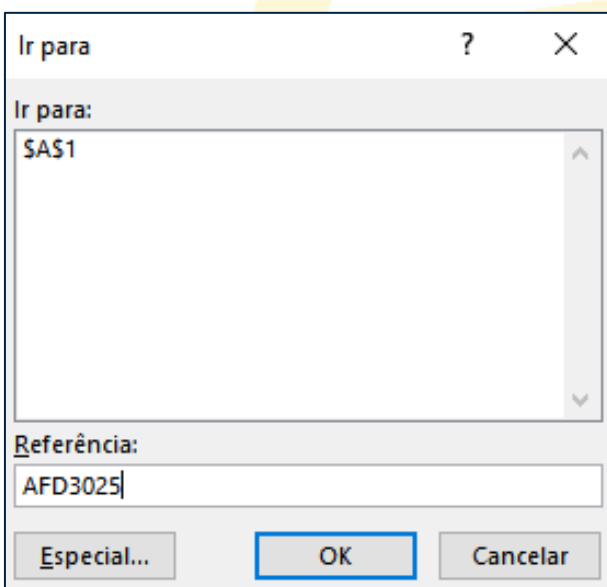 Ir para ?
Ir para:
$A$1
Referência:
AFD3025
Especial... OK Cancelar